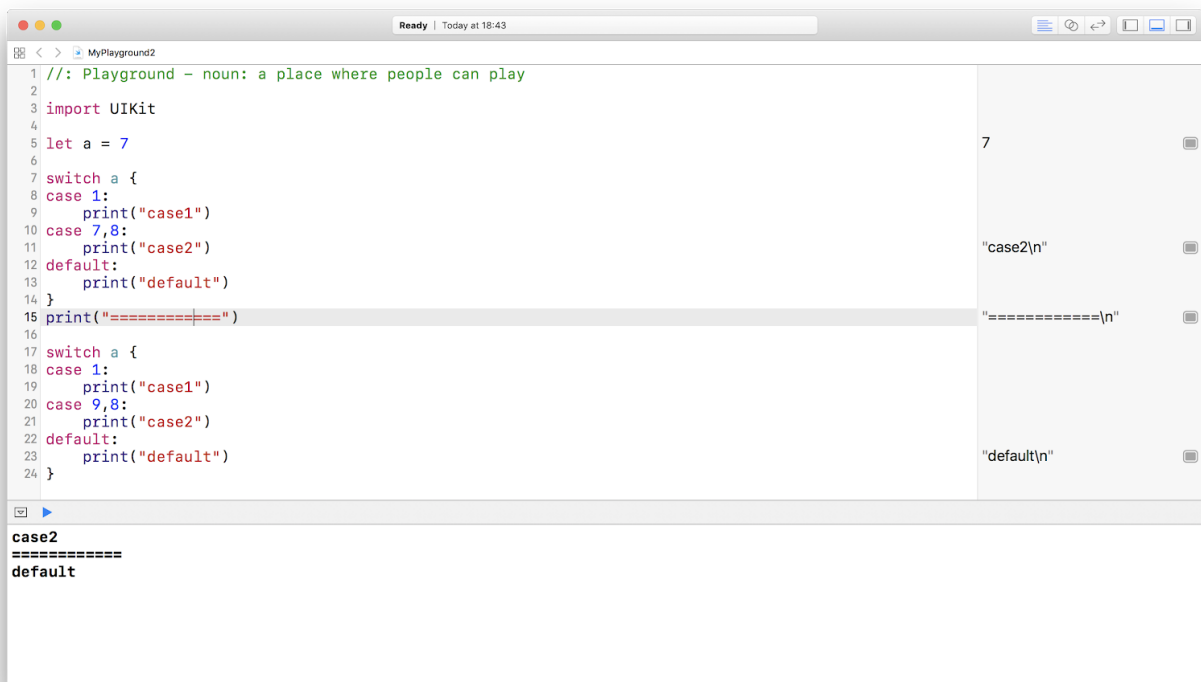 Ready | Today at 18:43
MyPlayground2
1 //: Playground – noun: a place where people can play
2
3 import UIKit
4
5 let a = 7
7
6
7 switch a {
8 case 1:
9     print("case1")
10 case 7,8:
11     print("case2")
"case2\n"
12 default:
13     print("default")
14 }
15 print("============")
"============\n"
16
17 switch a {
18 case 1:
19     print("case1")
20 case 9,8:
21     print("case2")
22 default:
23     print("default")
"default\n"
24 }
case2
============
default